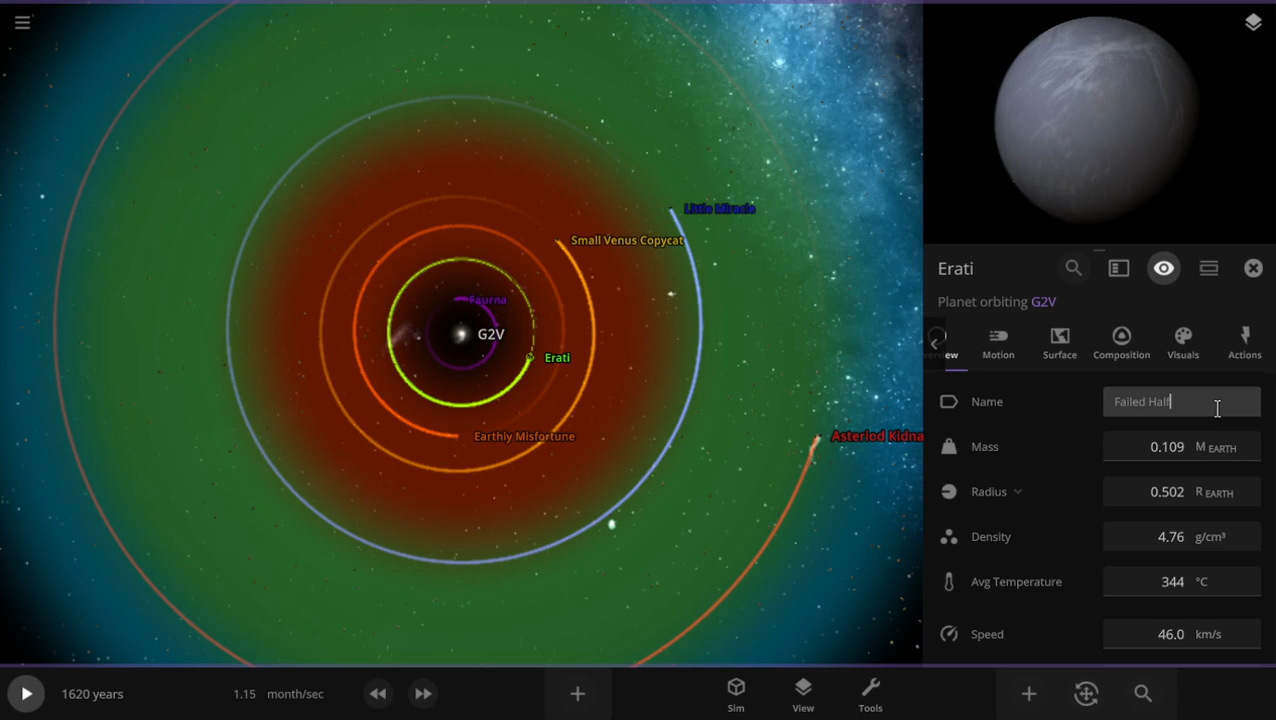 Little Miracle
Small Venus Copycat
Faurna
G2V
Erati
Earthly Misfortune
Asteriod Kidna
Erati
Planet orbiting G2V
ew
Motion
Surface
Composition
Visuals
Actions
Name
Failed Half
Mass
0.109 M EARTH
Radius
0.502 R EARTH
Density
4.76 g/cm³
Avg Temperature
344 °C
Speed
46.0 km/s
1620 years
1.15 month/sec
Sim
View
Tools